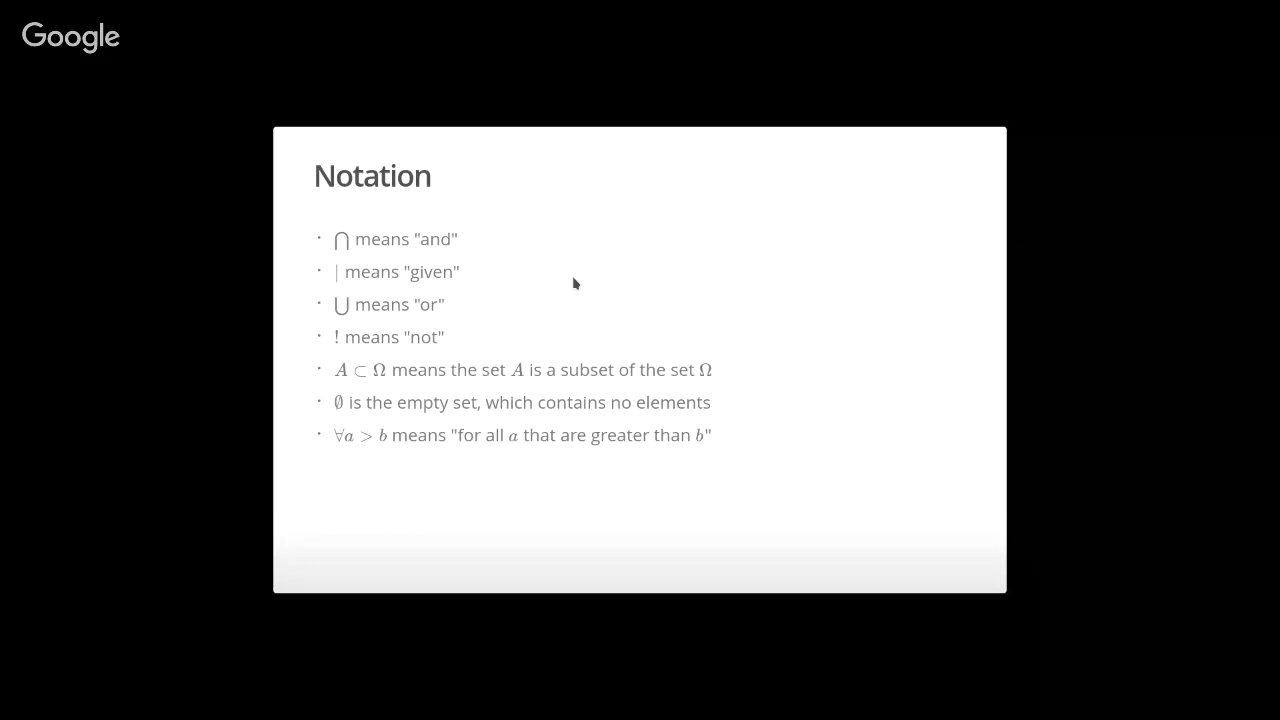 Google
Notation
· ⋂ means "and"
· | means "given"
· ⋃ means "or"
· ! means "not"
· A ⊂ Ω means the set A is a subset of the set Ω
· ∅ is the empty set, which contains no elements
· ∀a > b means "for all a that are greater than b"